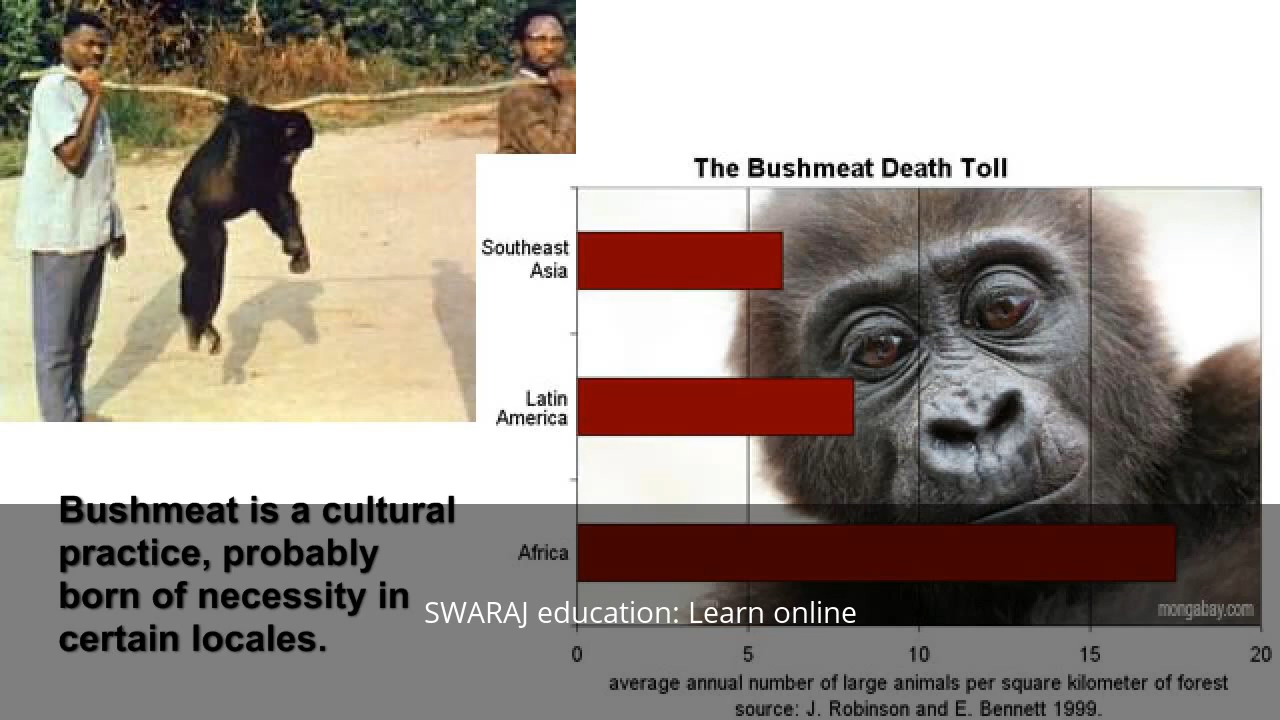 The Bushmeat Death Toll
Southeast
Asia
Latin
America
Africa
mongabay.com
0 5 10 15 20
average annual number of large animals per square kilometer of forest
source: J. Robinson and E. Bennett 1999.
Bushmeat is a cultural
practice, probably
born of necessity in
certain locales.
SWARAJ education: Learn online